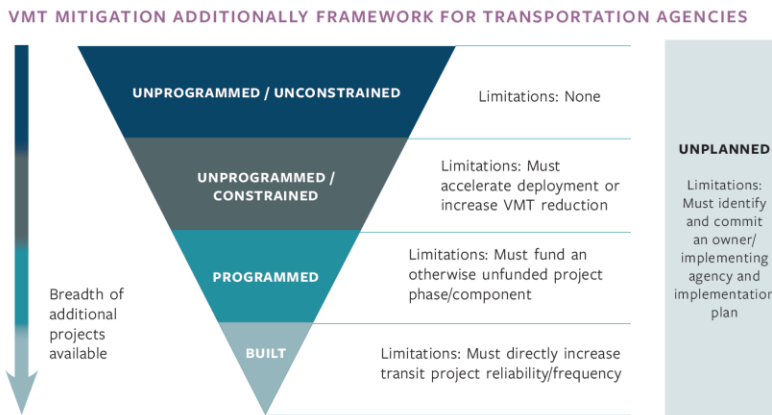 VMT MITIGATION ADDITIONALLY FRAMEWORK FOR TRANSPORTATION AGENCIES
UNPROGRAMMED / UNCONSTRAINED
Limitations: None
UNPROGRAMMED /
CONSTRAINED
Limitations: Must
accelerate deployment or
increase VMT reduction
PROGRAMMED
Limitations: Must fund an
otherwise unfunded project
phase/component
BUILT
Limitations: Must directly increase
transit project reliability/frequency
Breadth of
additional
projects
available
UNPLANNED
Limitations:
Must identify
and commit
an owner/
implementing
agency and
implementation
plan